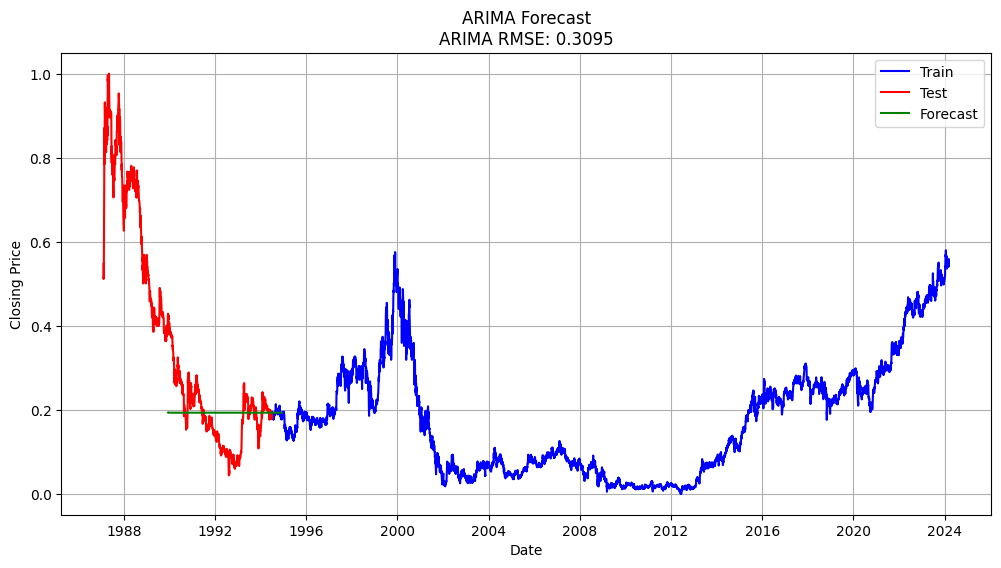 ARIMA Forecast
ARIMA RMSE: 0.3095
Train
Test
Forecast
Closing Price
1.0
0.8
0.6
0.4
0.2
0.0
1988 1992 1996 2000 2004 2008 2012 2016 2020 2024
Date